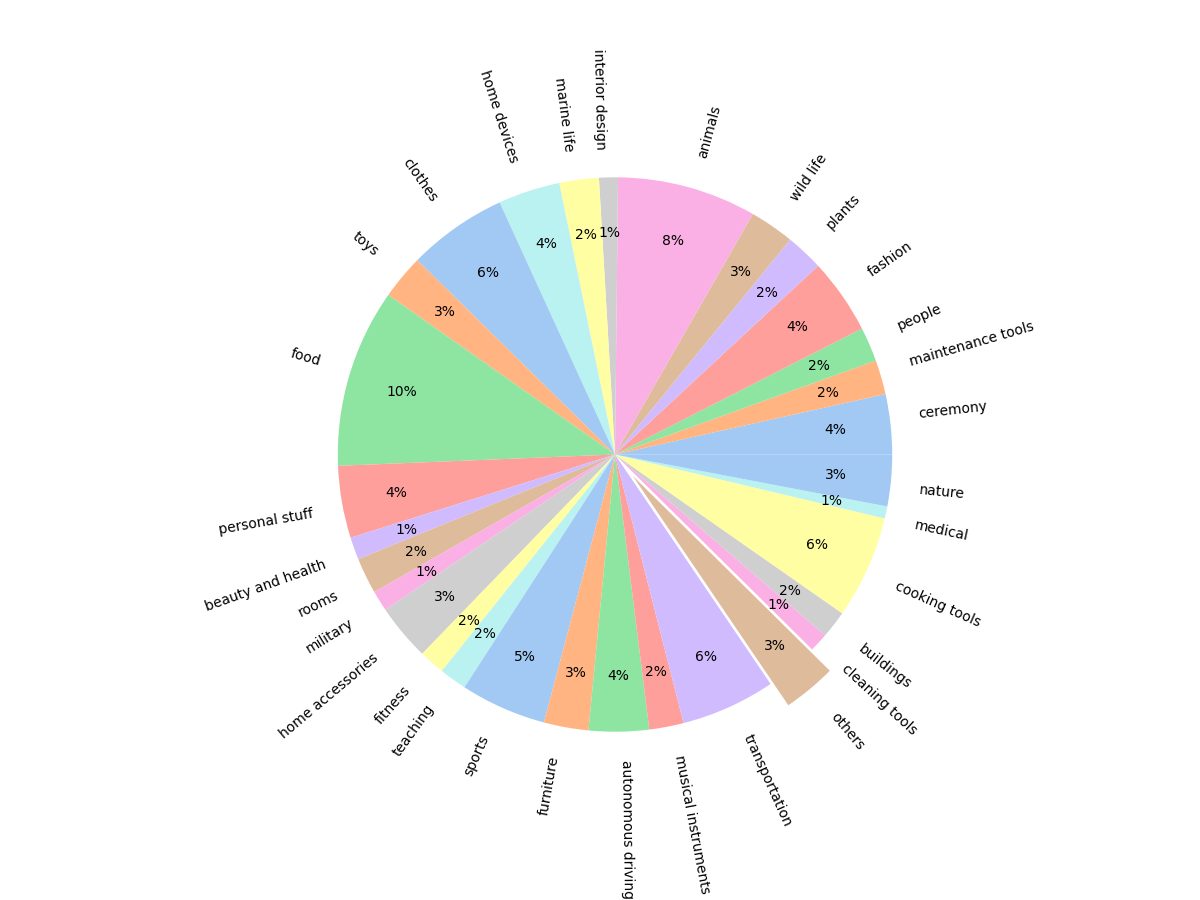 interior design
1%
marine life
2%
home devices
4%
clothes
6%
toys
3%
food
10%
personal stuff
4%
beauty and health
1%
rooms
2%
military
1%
home accessories
3%
fitness
2%
teaching
2%
sports
5%
furniture
3%
autonomous driving
4%
musical instruments
2%
transportation
6%
others
3%
cleaning tools
1%
buildings
2%
cooking tools
6%
medical
1%
nature
3%
ceremony
4%
maintenance tools
2%
people
2%
fashion
4%
plants
2%
wild life
3%
animals
8%